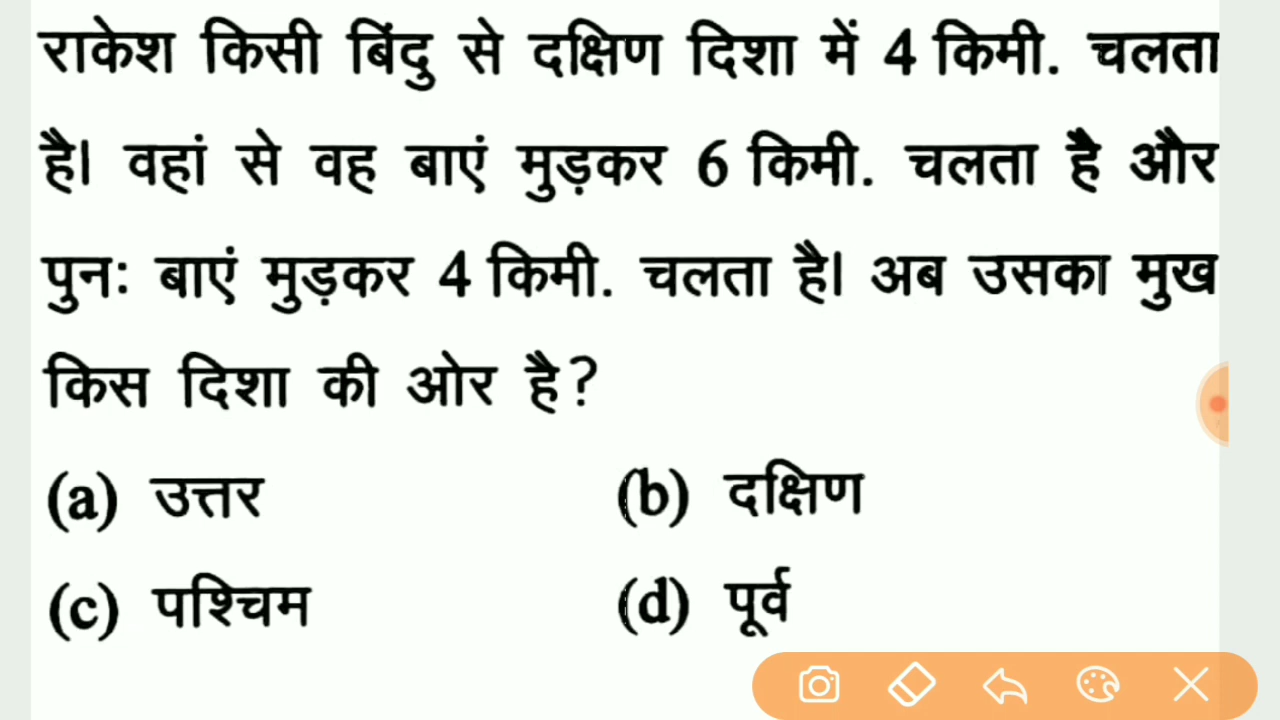 राकेश किसी बिंदु से दक्षिण दिशा में 4 किमी. चलता
है। वहां से वह बाएं मुड़कर 6 किमी. चलता है और
पुन: बाएं मुड़कर 4 किमी. चलता है। अब उसका मुख
किस दिशा की ओर है?
(a) उत्तर (b) दक्षिण
(c) पश्चिम (d) पूर्व